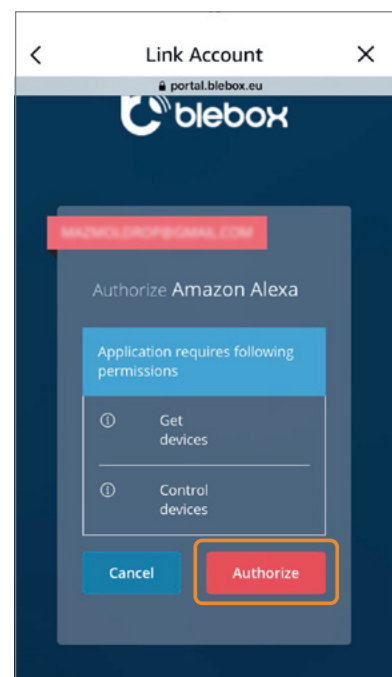 Link Account
portal.blebox.eu
blebox
Authorize Amazon Alexa
Application requires following
permissions
Get
devices
Control
devices
Cancel Authorize